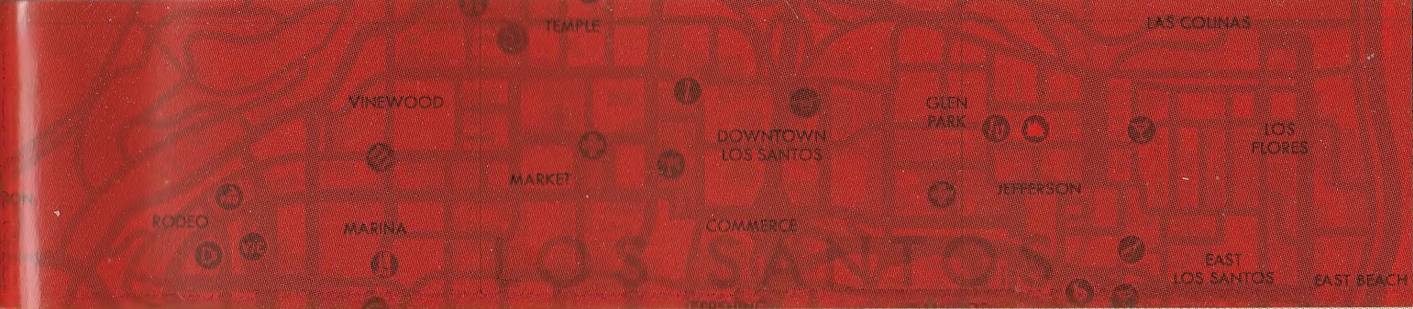 TEMPLE
LAS COLINAS
VINEWOOD
GLEN
PARK
DOWNTOWN
LOS SANTOS
LOS
FLORES
MARKET
JEFFERSON
RODEO
MARINA
COMMERCE
LOS SANTOS
EAST
LOS SANTOS
EAST BEACH